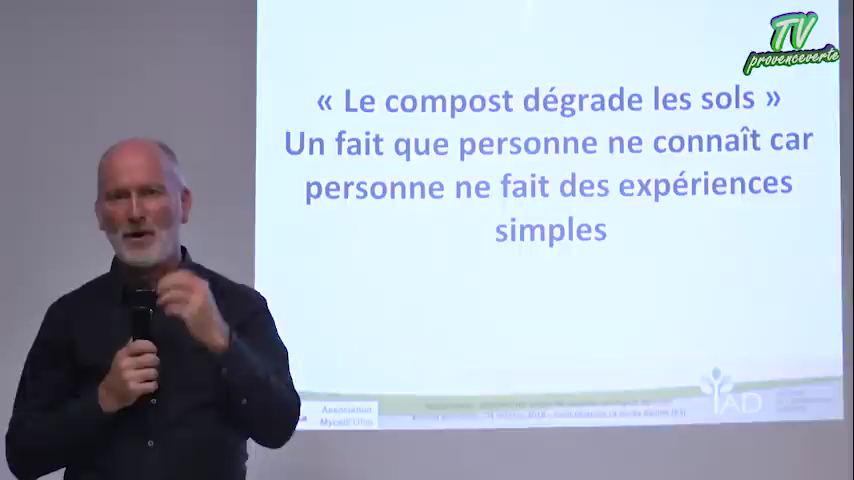 TV
provenceverte
« Le compost dégrade les sols »
Un fait que personne ne connaît car
personne ne fait des expériences
simples
IAD
Association